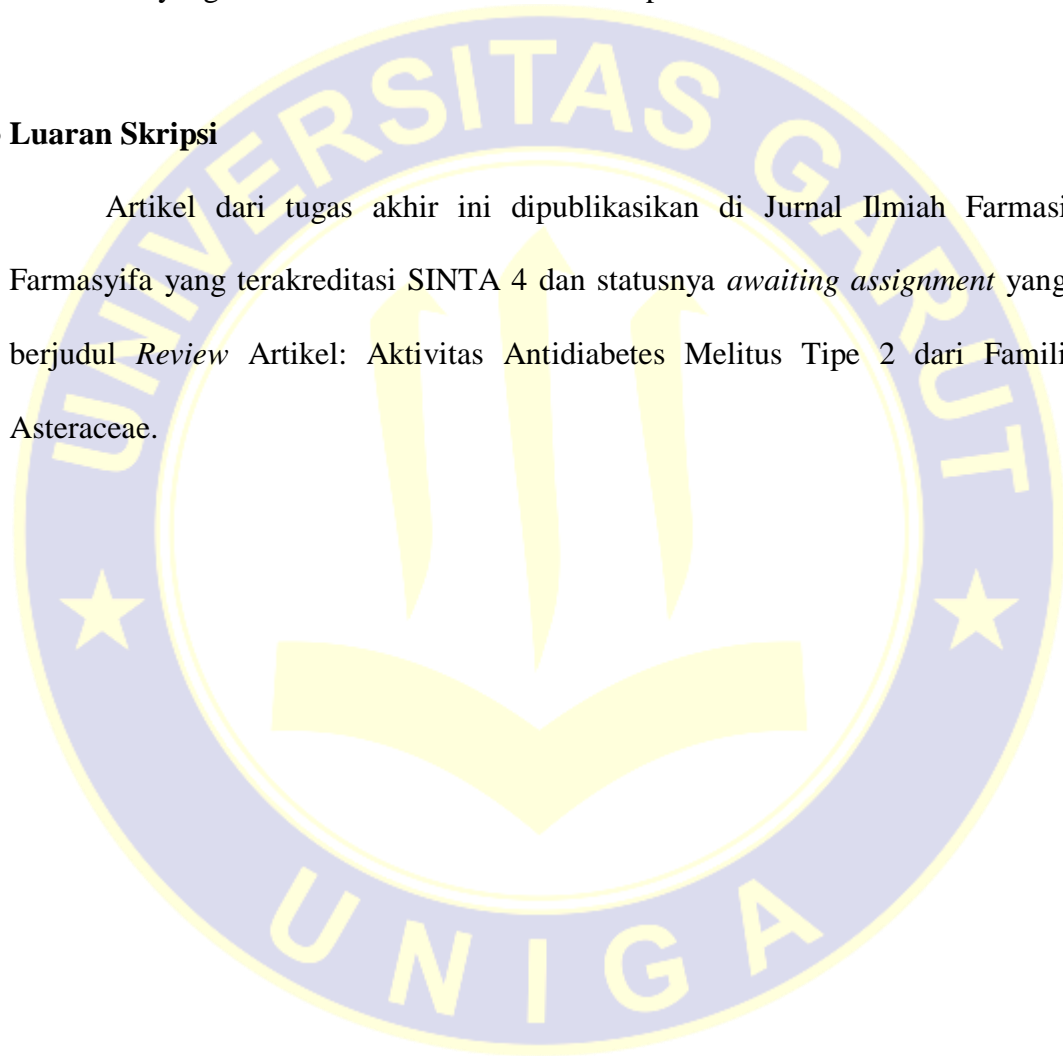 Luaran Skripsi
Artikel dari tugas akhir ini dipublikasikan di Jurnal Ilmiah Farmasi
Farmasyifa yang terakreditasi SINTA 4 dan statusnya awaiting assignment yang
berjudul Review Artikel: Aktivitas Antidiabetes Melitus Tipe 2 dari Famili
Asteraceae.
UNIVERSITAS GARUT
UNIGA